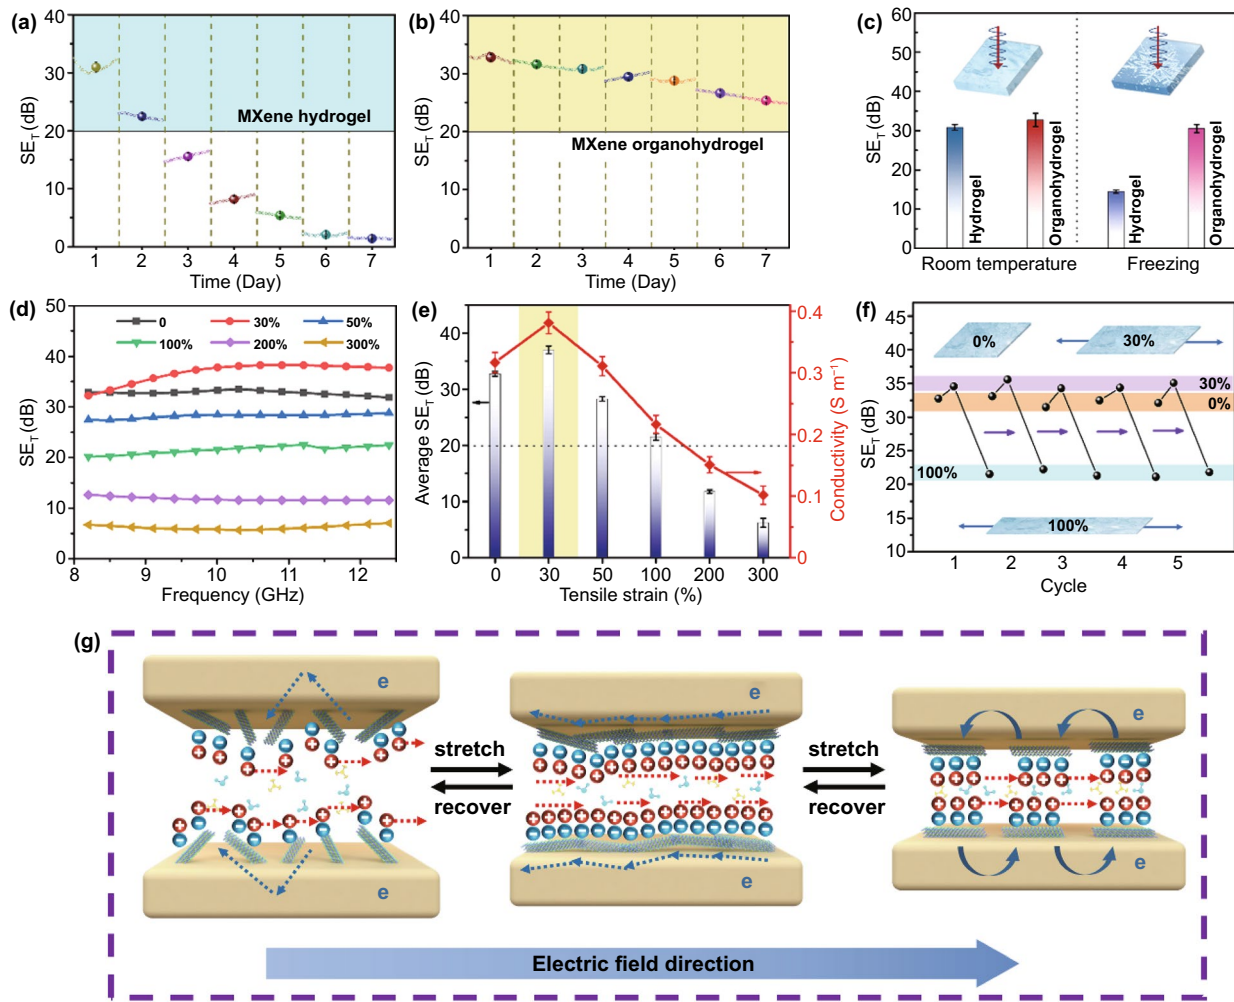 (a)
SE_T (dB)
40
30
20
10
0
MXene hydrogel
1 2 3 4 5 6 7
Time (Day)
(b)
SE_T (dB)
40
30
20
10
0
MXene organohydrogel
1 2 3 4 5 6 7
Time (Day)
(c)
SE_T (dB)
60
50
40
30
20
10
0
Hydrogel
Organohydrogel
Hydrogel
Organohydrogel
Room temperature Freezing
(d)
SE_T (dB)
50
40
30
20
10
0
0 30% 50%
100% 200% 300%
8 9 10 11 12
Frequency (GHz)
(e)
Average SE_T (dB)
40
30
20
10
0
Conductivity (S m⁻¹)
0.4
0.3
0.2
0.1
0
0 30 50 100 200 300
Tensile strain (%)
(f)
SE_T (dB)
45
40
35
30
25
20
15
10
0%
30%
30%
0%
100%
100%
1 2 3 4 5
Cycle
(g)
e
e
e
stretch
stretch
recover
recover
e
e
e
Electric field direction